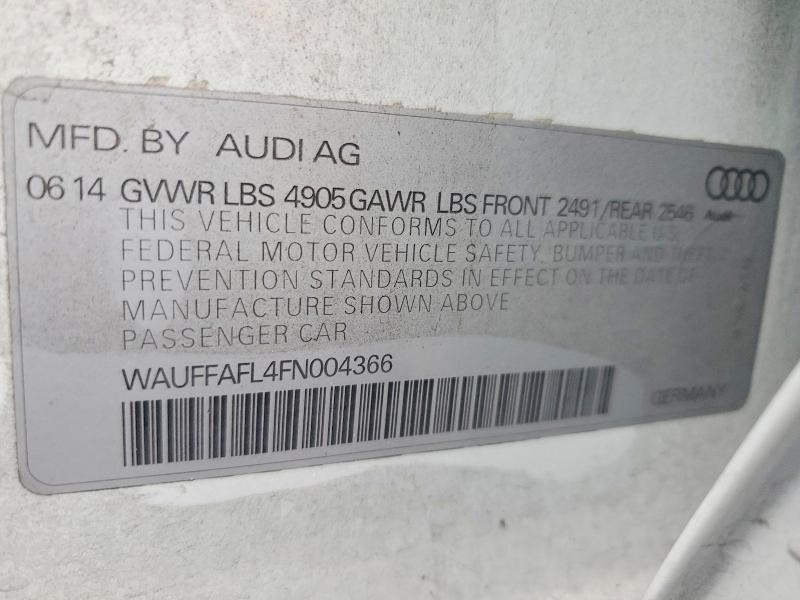 MFD. BY AUDI AG
06 14 GVWR LBS 4905 GAWR LBS FRONT 2491/REAR 2546
Audi
THIS VEHICLE CONFORMS TO ALL APPLICABLE U.S.
FEDERAL MOTOR VEHICLE SAFETY, BUMPER AND THEFT
PREVENTION STANDARDS IN EFFECT ON THE DATE OF
MANUFACTURE SHOWN ABOVE
PASSENGER CAR
WAUFFAFL4FN004366
GERMANY